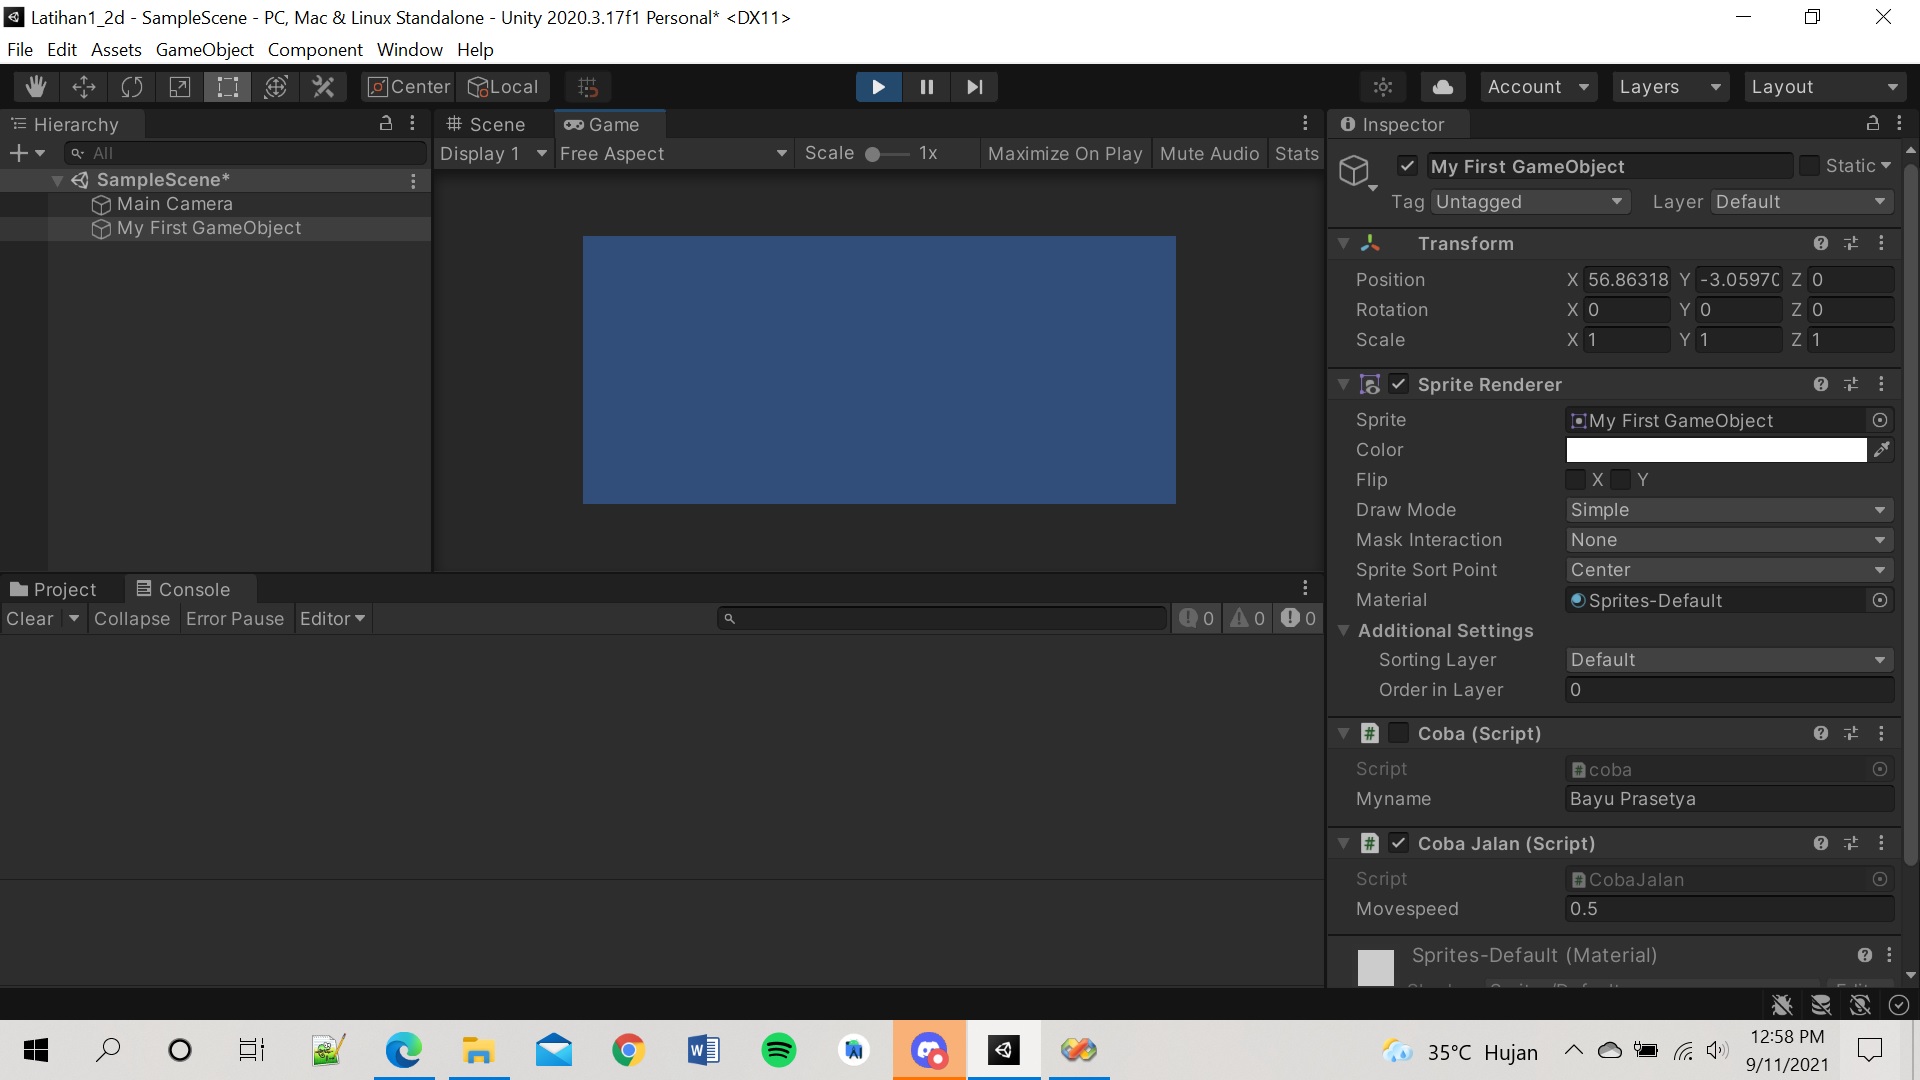 Latihan1_2d - SampleScene - PC, Mac & Linux Standalone - Unity 2020.3.17f1 Personal* <DX11>
File Edit Assets GameObject Component Window Help
Center Local Account Layers Layout
Hierarchy Scene Game Inspector
All Display 1 Free Aspect Scale 1x Maximize On Play Mute Audio Stats
My First GameObject Static
SampleScene*
Main Camera Tag Untagged Layer Default
My First GameObject
Transform
Position X 56.86318 Y -3.0597 Z 0
Rotation X 0 Y 0 Z 0
Scale X 1 Y 1 Z 1
Sprite Renderer
Sprite My First GameObject
Color
Flip X Y
Draw Mode Simple
Mask Interaction None
Sprite Sort Point Center
Material Sprites-Default
Project Console
Clear Collapse Error Pause Editor 0 0 0
Additional Settings
Sorting Layer Default
Order in Layer 0
# Coba (Script)
Script coba
Myname Bayu Prasetya
# Coba Jalan (Script)
Script CobaJalan
Movespeed 0.5
Sprites-Default (Material)
35°C Hujan
12:58 PM
9/11/2021